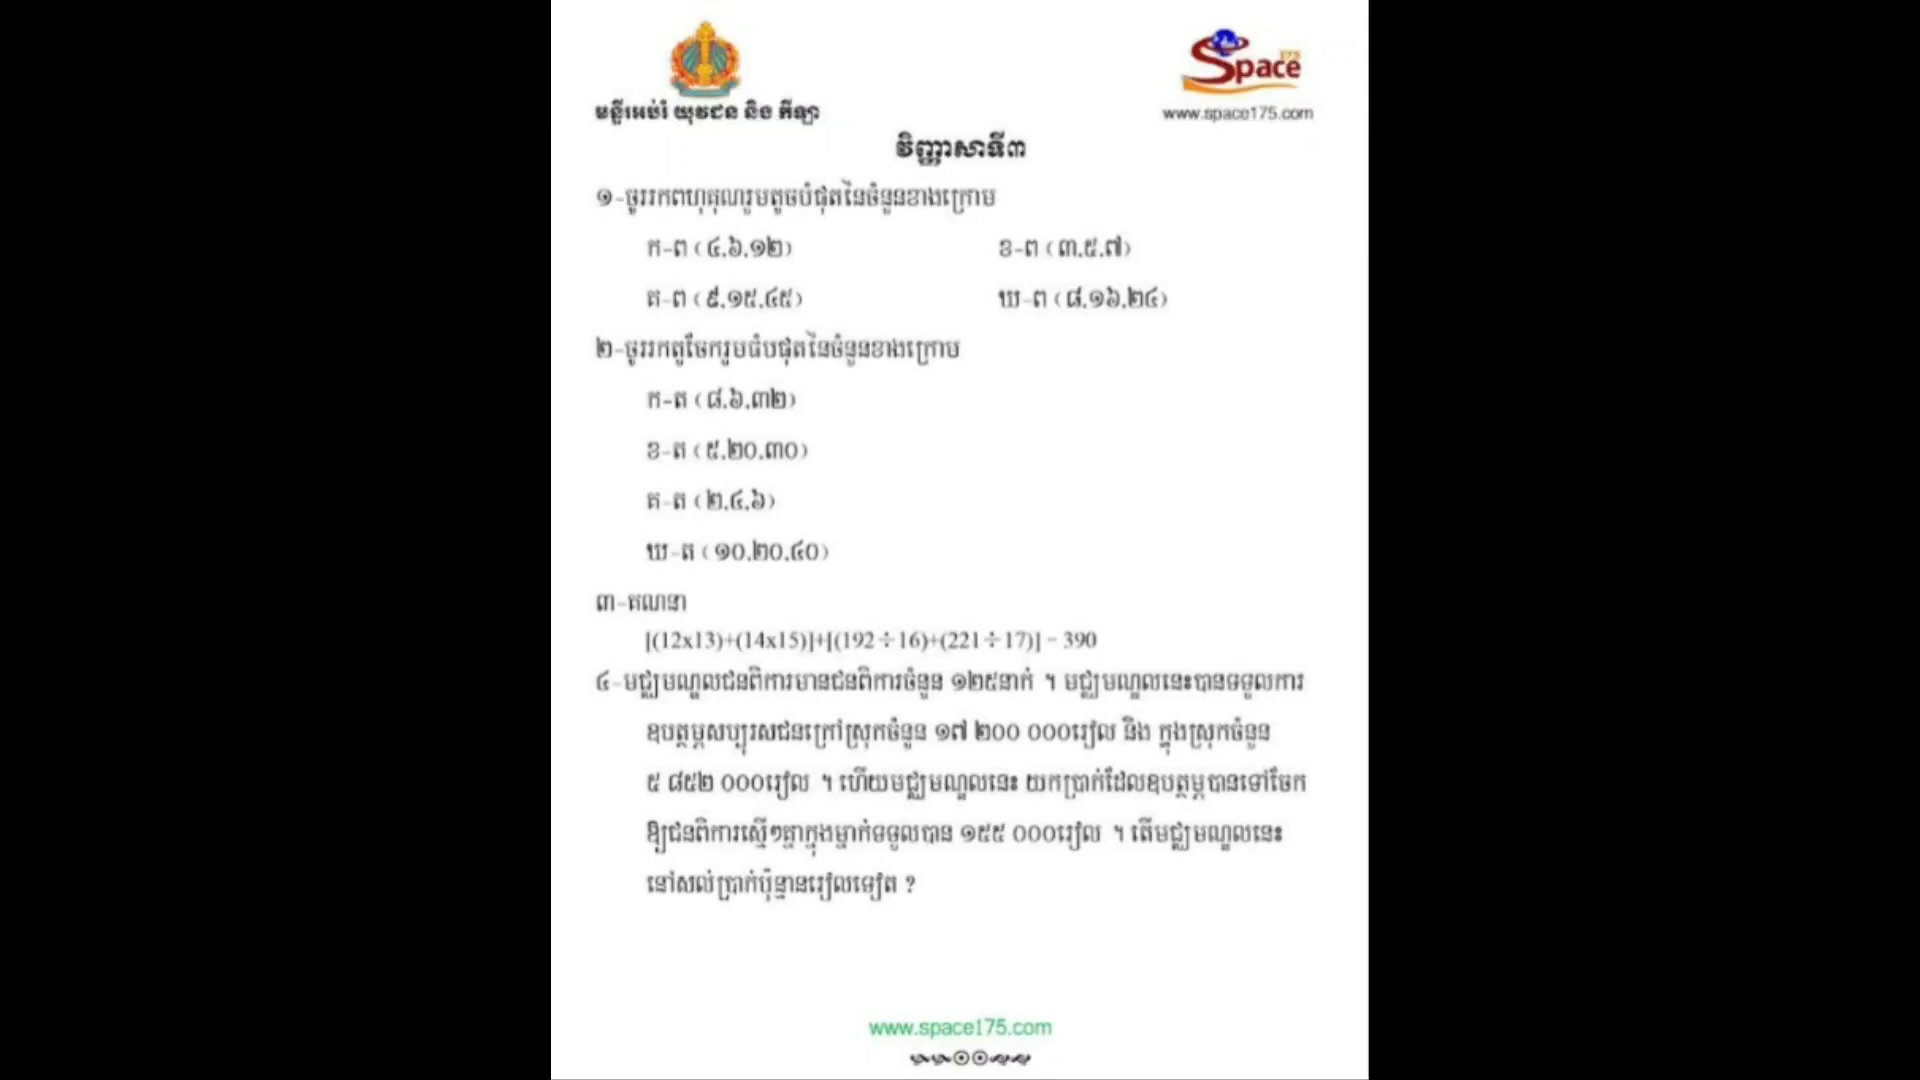 មន្ទីរអប់រំ យុវជន និង កីឡា
Space 175
www.space175.com
វិញ្ញាសាទី៣
១-ចូររកពហុគុណរួមតូចបំផុតនៃចំនួនខាងក្រោម
ក-ព (៤.៦.១២) ខ-ព (៣.៥.៧)
គ-ព (៩.១៥.៤៥) ឃ-ព (៨.១៦.២៤)
២-ចូររកតួចែករួមធំបផុតនៃចំនួនខាងក្រោម
ក-ត (៨.៦.៣២)
ខ-ត (៥.២០.៣០)
គ-ត (២.៤.៦)
ឃ-ត (១០.២០.៤០)
៣-គណនា
[(12x13)+(14x15)]+[(192÷16)+(221÷17)] = 390
៤-មជ្ឈមណ្ឌលជនពិការមានជនពិការចំនួន ១២៥នាក់ ។ មជ្ឈមណ្ឌលនេះបានទទួលការ
ឧបត្ថម្ភសប្បុរសជនក្រៅស្រុកចំនួន ១៧ ២០០ ០០០រៀល និង ក្នុងស្រុកចំនួន
៥ ៨៥២ ០០០រៀល ។ ហើយមជ្ឈមណ្ឌលនេះ យកប្រាក់ដែលឧបត្ថម្ភបានទៅចែក
ឱ្យជនពិការស្មើៗគ្នាក្នុងម្នាក់ទទួលបាន ១៥៥ ០០០រៀល ។ តើមជ្ឈមណ្ឌលនេះ
នៅសល់ប្រាក់ប៉ុន្មានរៀលទៀត ?
www.space175.com